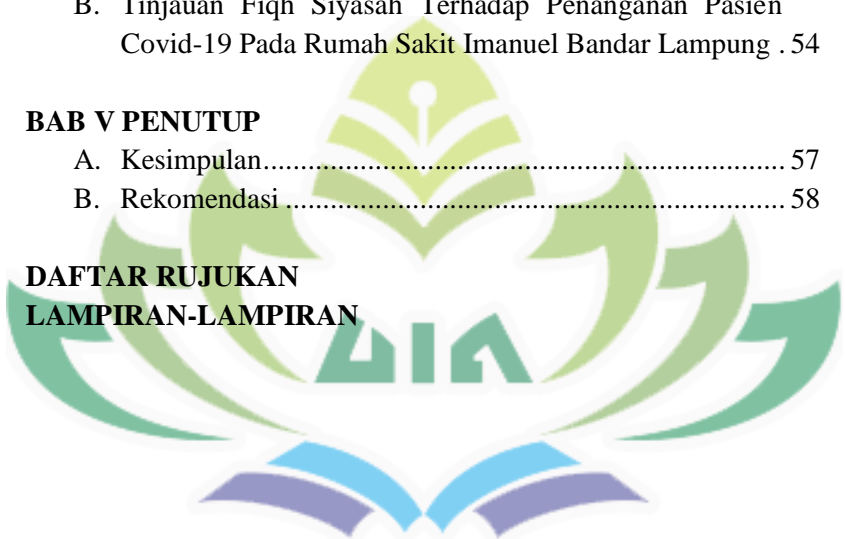 B. Tinjauan Fiqh Siyasah Terhadap Penanganan Pasien
Covid-19 Pada Rumah Sakit Imanuel Bandar Lampung . 54
BAB V PENUTUP
A. Kesimpulan..................................................................... 57
B. Rekomendasi .................................................................. 58
DAFTAR RUJUKAN
LAMPIRAN-LAMPIRAN
UIN